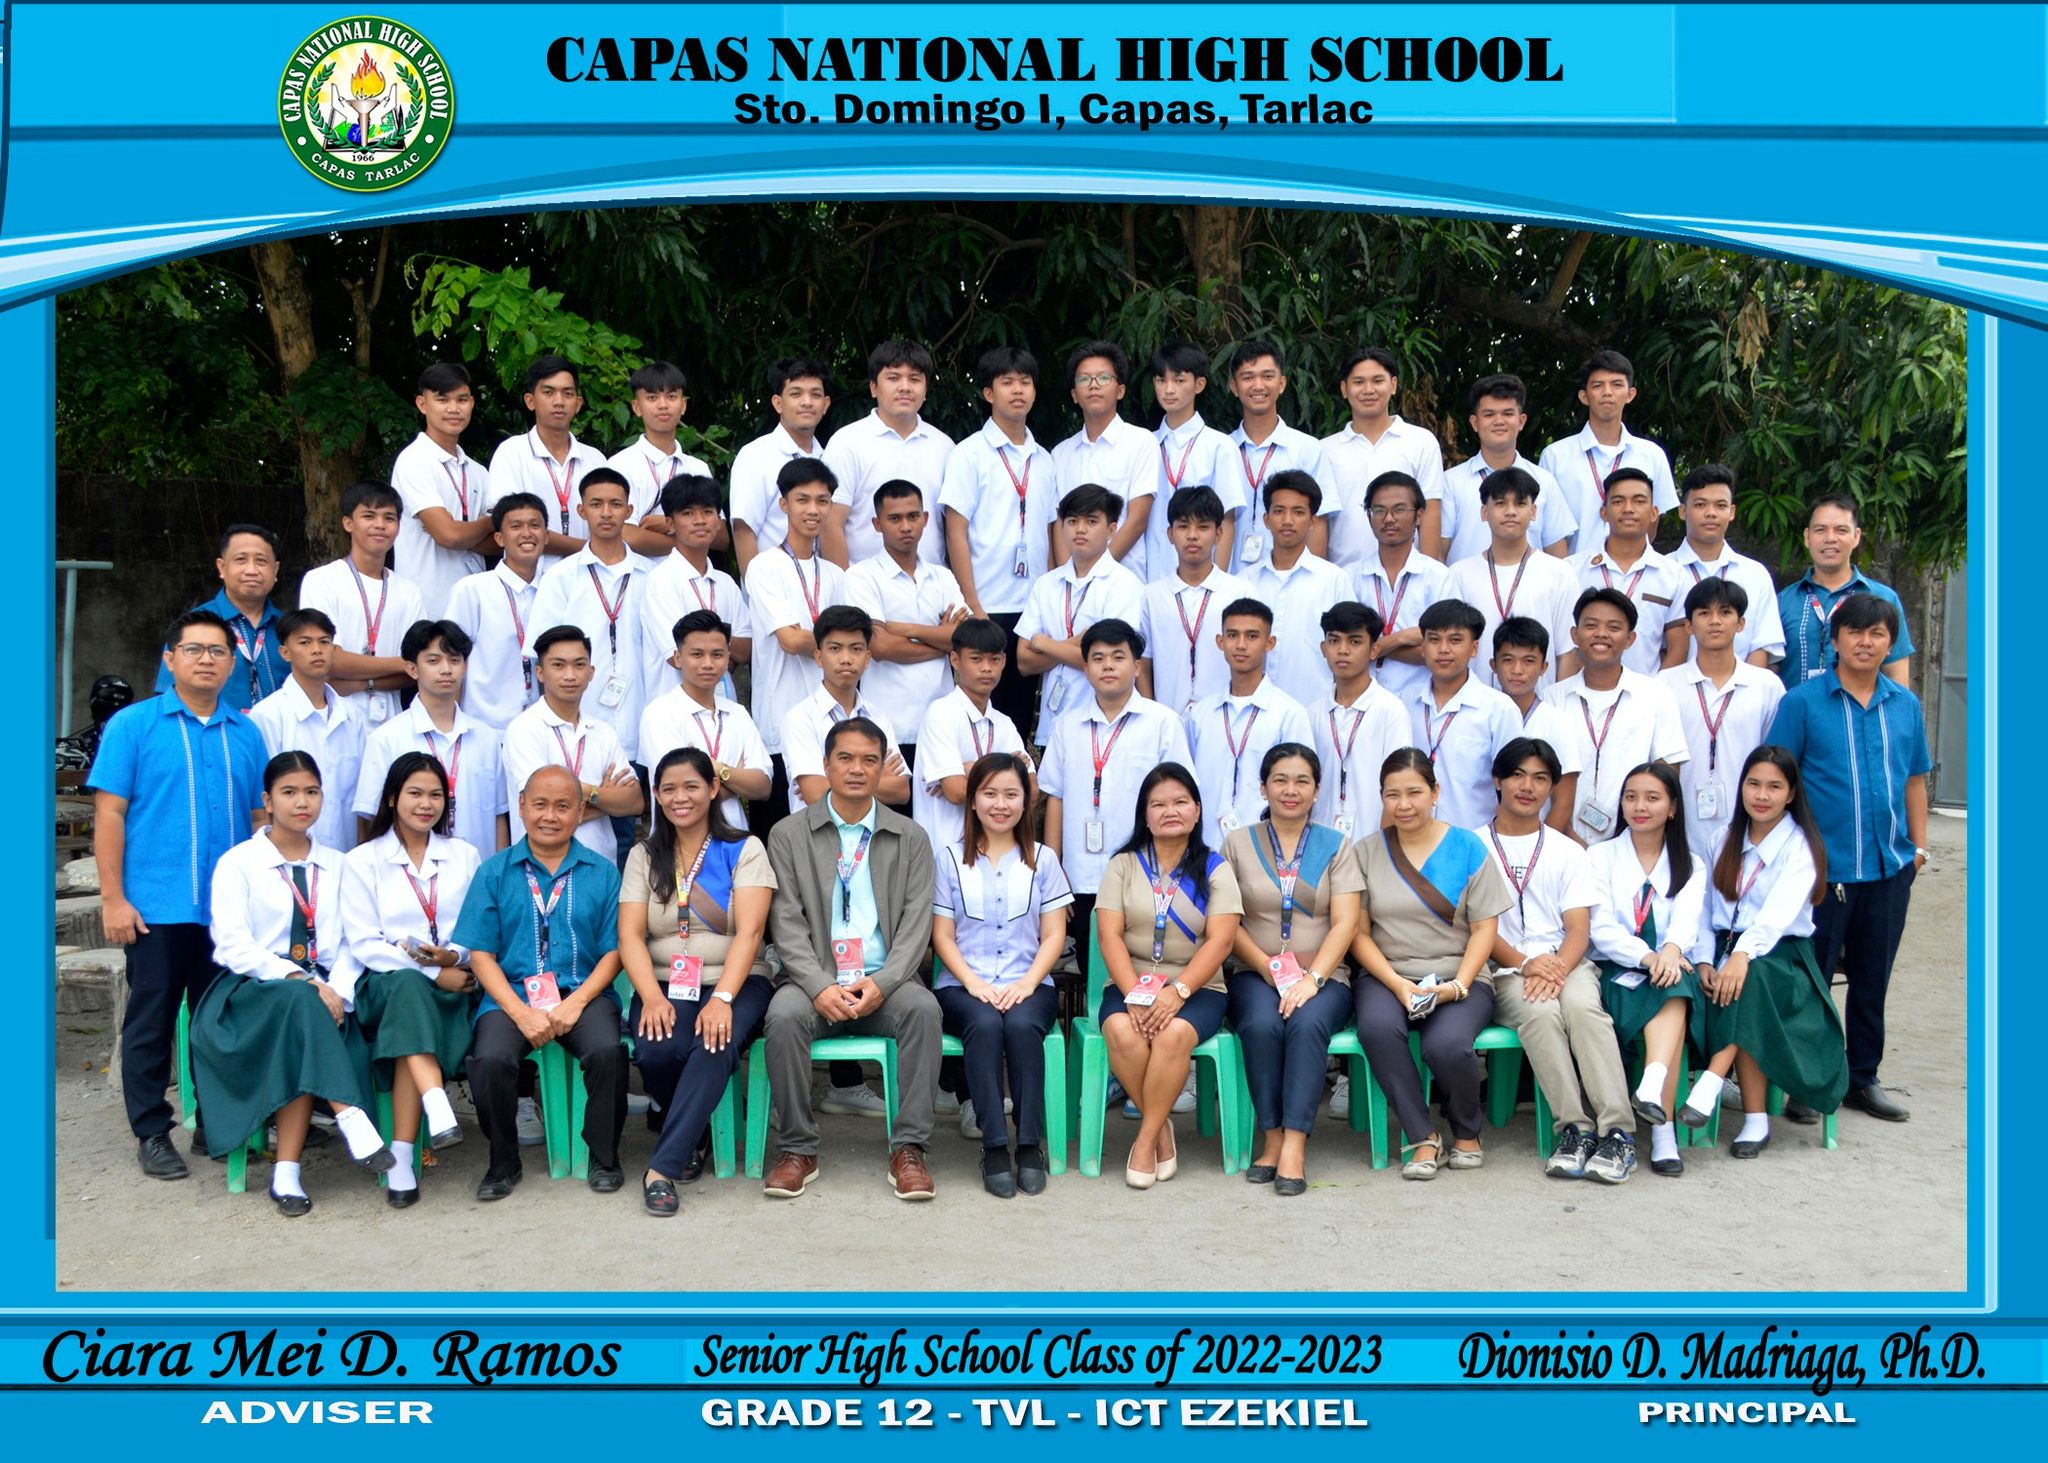 CAPAS NATIONAL HIGH SCHOOL
1966
CAPAS TARLAC
CAPAS NATIONAL HIGH SCHOOL
Sto. Domingo I, Capas, Tarlac
Ciara Mei D. Ramos
ADVISER
Senior High School Class of 2022-2023
GRADE 12 - TVL - ICT EZEKIEL
Dionisio D. Madriaga, Ph.D.
PRINCIPAL